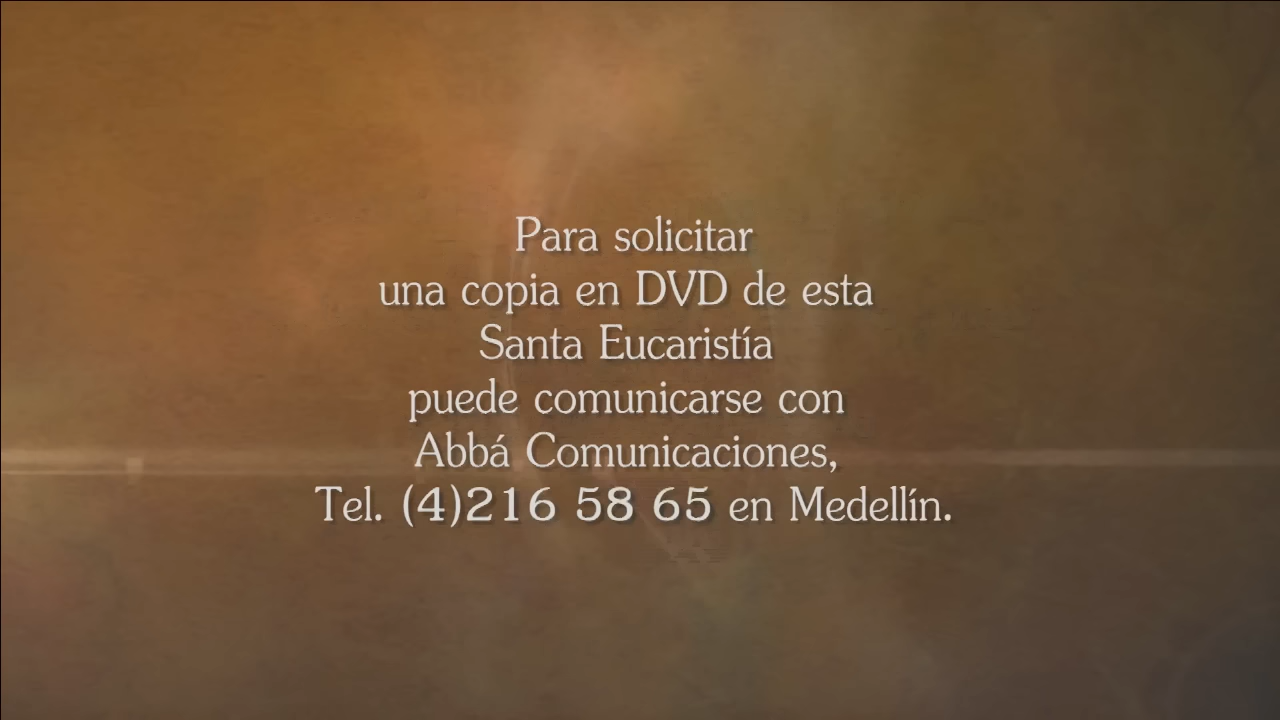 Para solicitar
una copia en DVD de esta
Santa Eucaristía
puede comunicarse con
Abbá Comunicaciones,
Tel. (4)216 58 65 en Medellín.